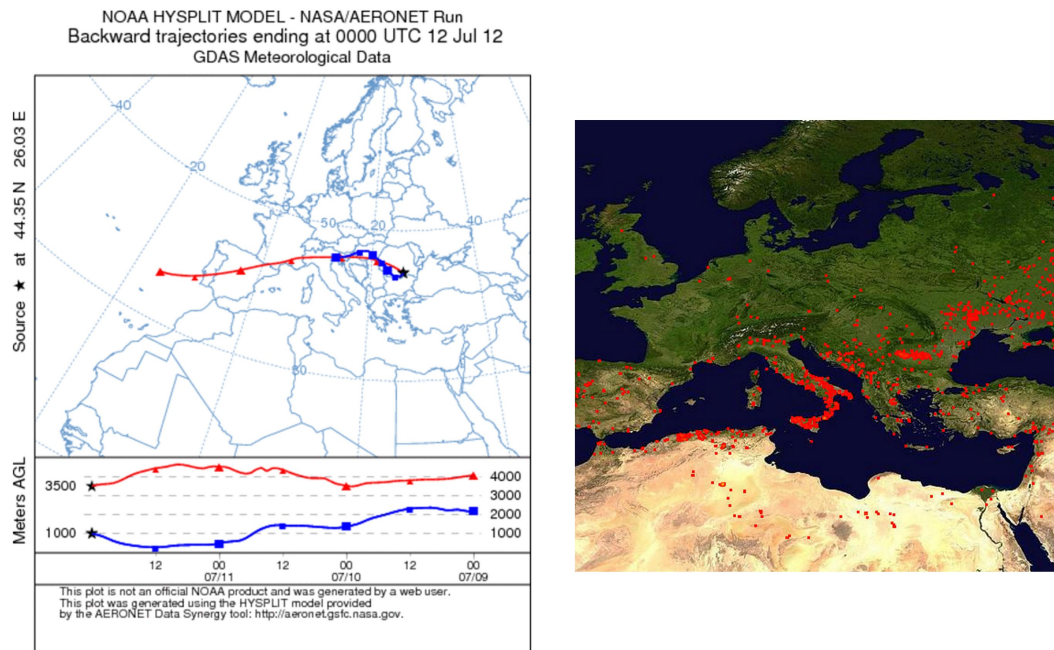 NOAA HYSPLIT MODEL - NASA/AERONET Run
Backward trajectories ending at 0000 UTC 12 Jul 12
GDAS Meteorological Data
Source ★ at 44.35 N 26.03 E
-40
-20
0
50
20
40
30
Meters AGL
3500
1000
4000
3000
2000
1000
12
00
12
00
12
00
07/11
07/10
07/09
This plot is not an official NOAA product and was generated by a web user.
This plot was generated using the HYSPLIT model provided
by the AERONET Data Synergy tool: http://aeronet.gsfc.nasa.gov.